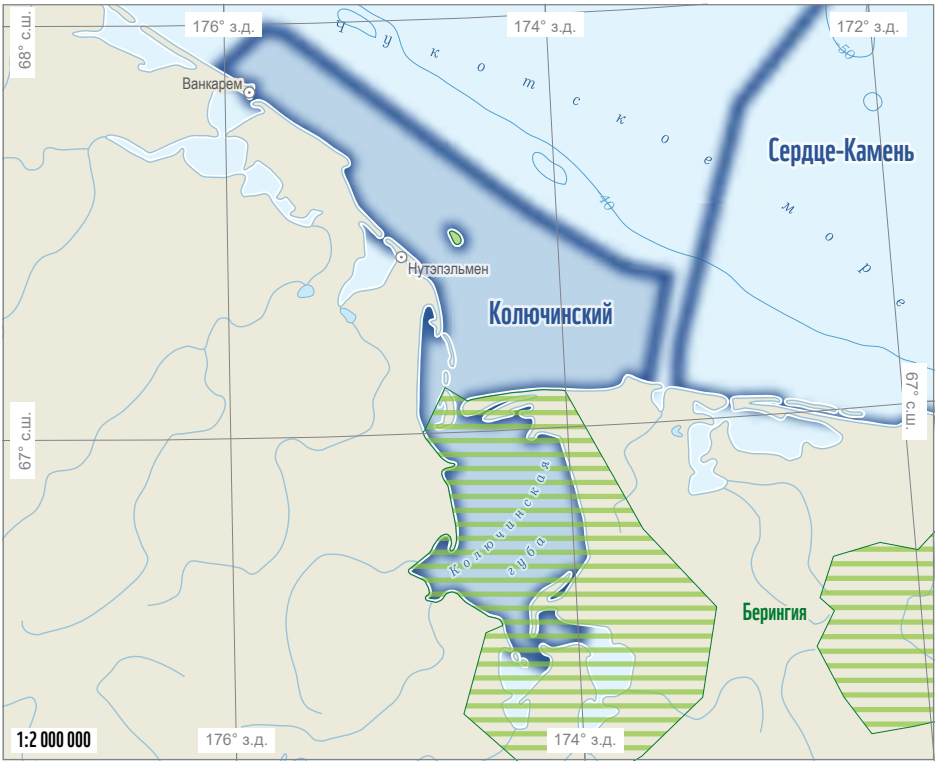 176° з.д.
174° з.д.
172° з.д.
68° с.ш.
Чукотское море
50
Ванкарем
Сердце-Камень
40
Нутэпэльмен
Колючинский
67° с.ш.
67° с.ш.
Колючинская
губа
Берингия
1:2 000 000
176° з.д.
174° з.д.